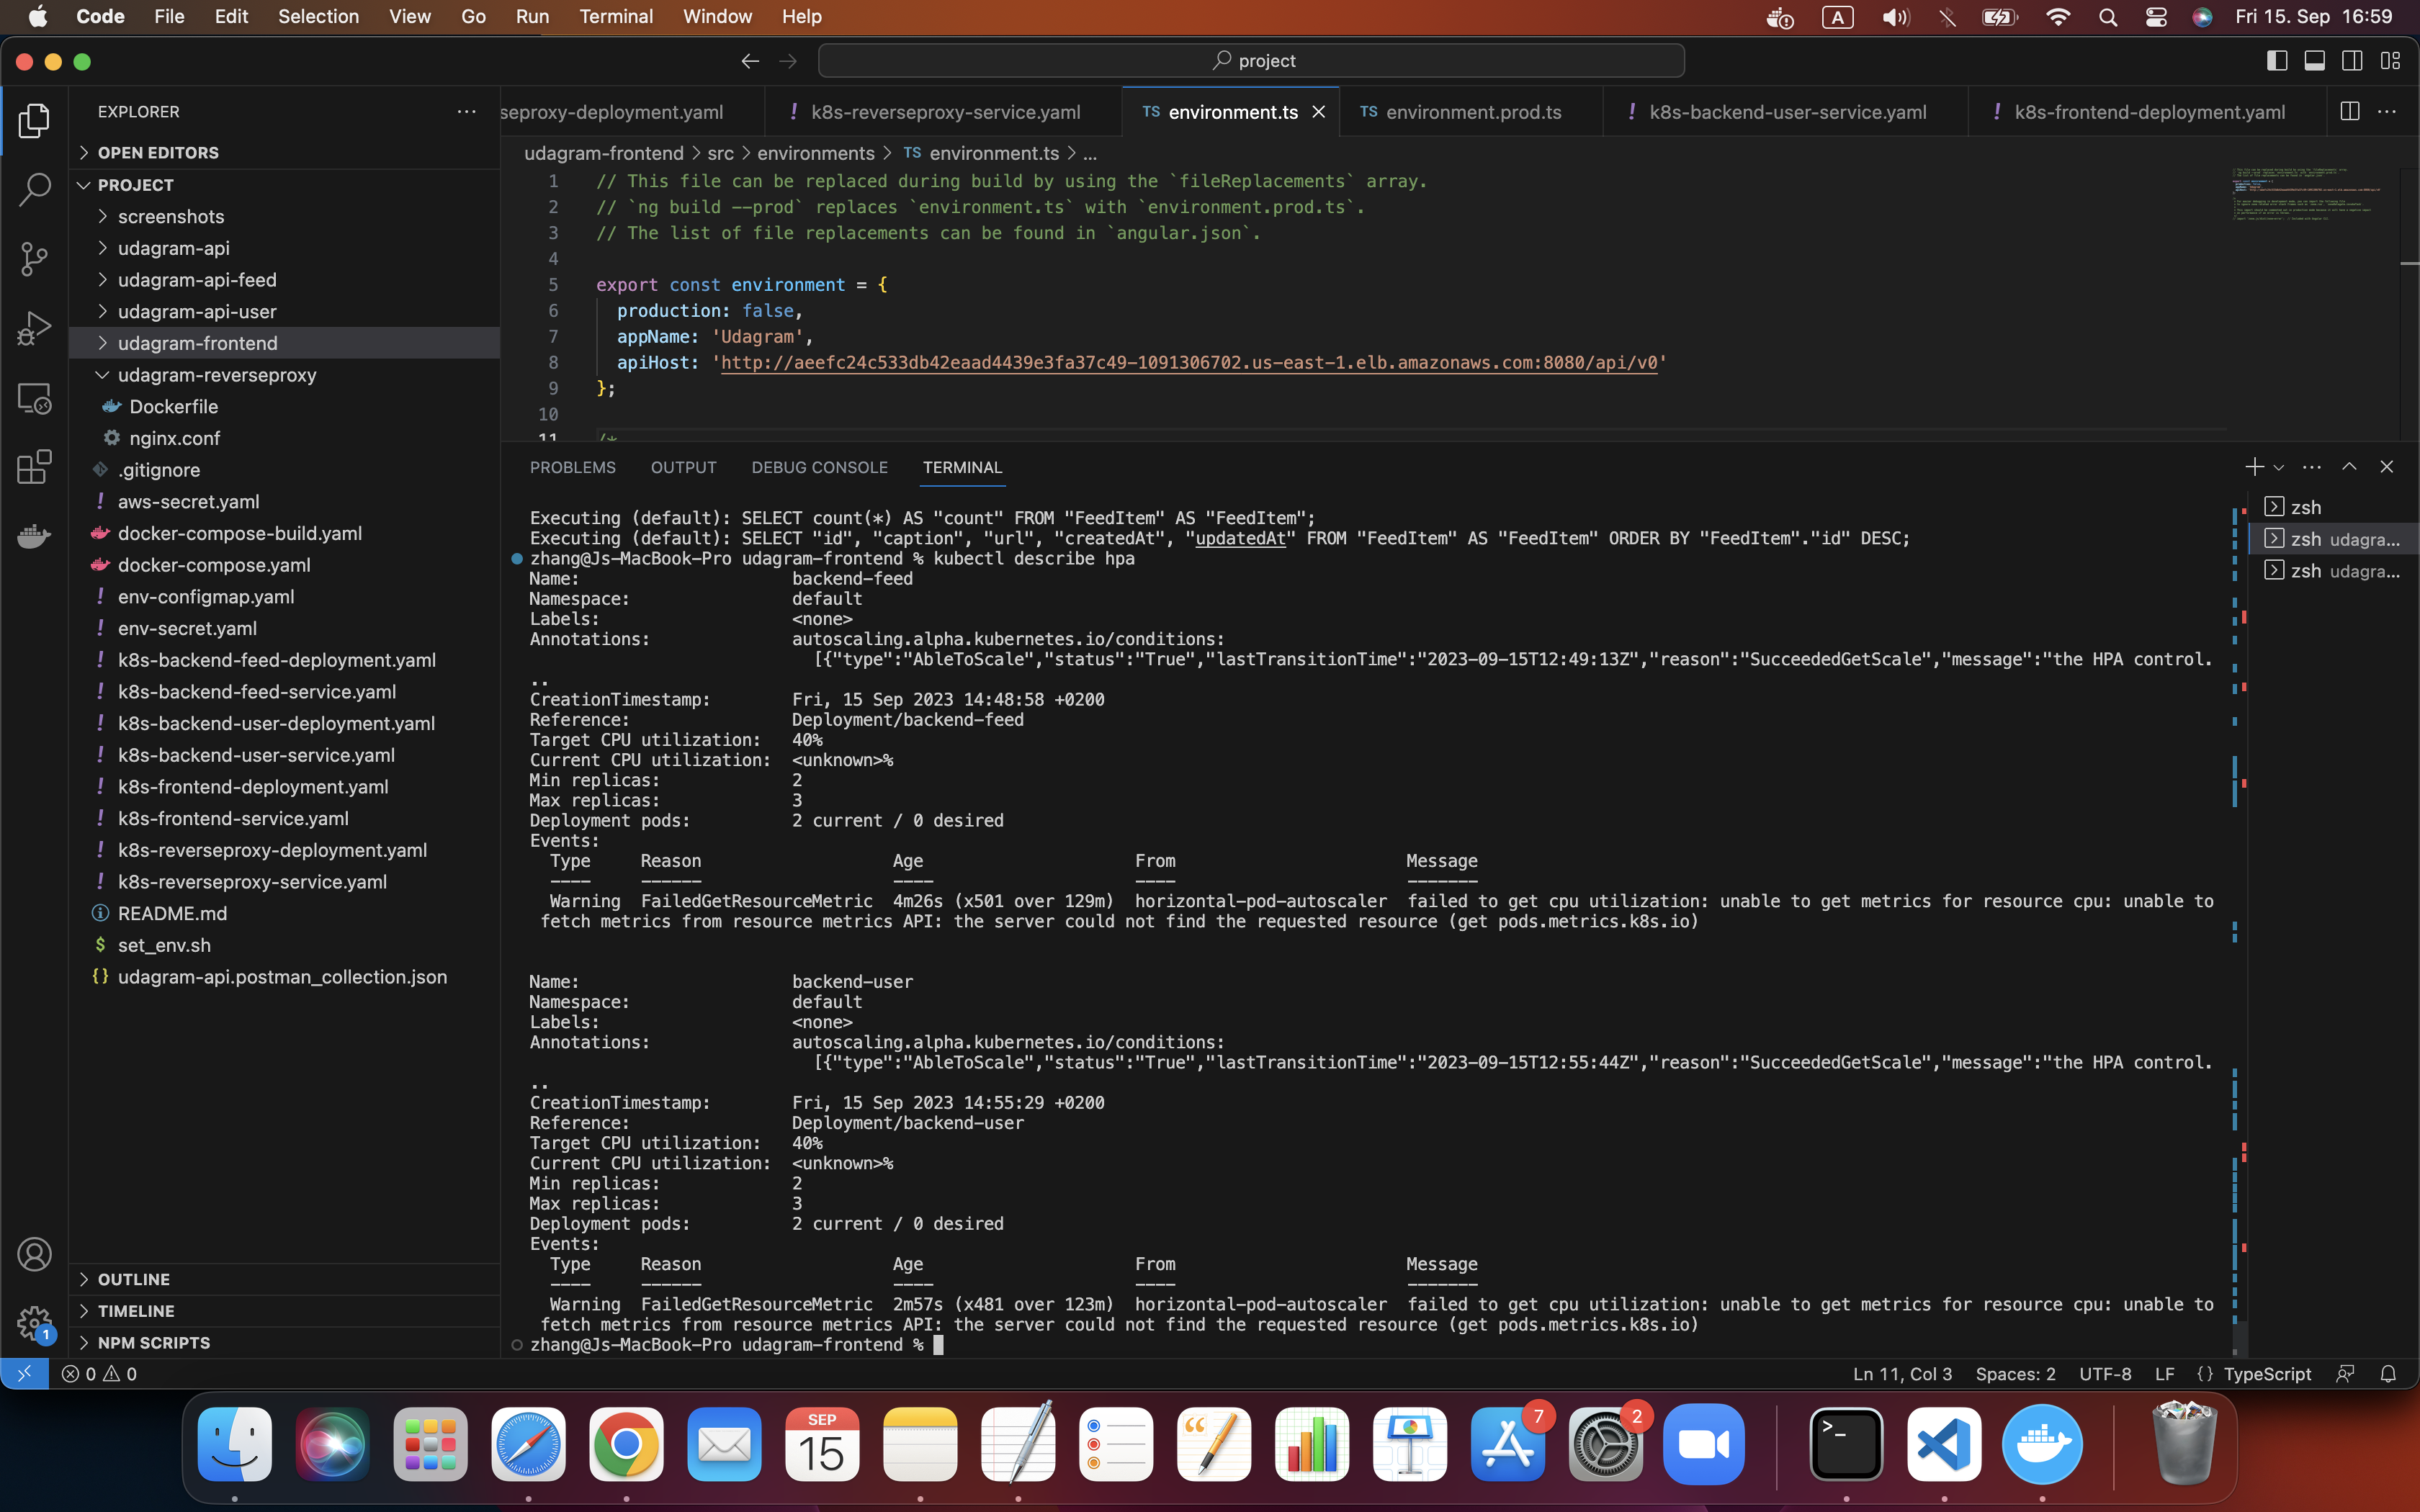 Code File Edit Selection View Go Run Terminal Window Help
A
Fri 15. Sep 16:59
project
EXPLORER
OPEN EDITORS
PROJECT
screenshots
udagram-api
udagram-api-feed
udagram-api-user
udagram-frontend
udagram-reverseproxy
Dockerfile
nginx.conf
.gitignore
! aws-secret.yaml
docker-compose-build.yaml
docker-compose.yaml
! env-configmap.yaml
! env-secret.yaml
! k8s-backend-feed-deployment.yaml
! k8s-backend-feed-service.yaml
! k8s-backend-user-deployment.yaml
! k8s-backend-user-service.yaml
! k8s-frontend-deployment.yaml
! k8s-frontend-service.yaml
! k8s-reverseproxy-deployment.yaml
! k8s-reverseproxy-service.yaml
README.md
$ set_env.sh
{} udagram-api.postman_collection.json
OUTLINE
TIMELINE
NPM SCRIPTS
1
seproxy-deployment.yaml ! k8s-reverseproxy-service.yaml TS environment.ts TS environment.prod.ts ! k8s-backend-user-service.yaml ! k8s-frontend-deployment.yaml
udagram-frontend > src > environments > TS environment.ts > ...
1 // This file can be replaced during build by using the `fileReplacements` array.
2 // `ng build --prod` replaces `environment.ts` with `environment.prod.ts`.
3 // The list of file replacements can be found in `angular.json`.
4
5 export const environment = {
6 production: false,
7 appName: 'Udagram',
8 apiHost: 'http://aeefc24c533db42eaad4439e3fa37c49-1091306702.us-east-1.elb.amazonaws.com:8080/api/v0'
9 };
10
11 /*
PROBLEMS OUTPUT DEBUG CONSOLE TERMINAL
zsh
zsh udagra...
zsh udagra...
Executing (default): SELECT count(*) AS "count" FROM "FeedItem" AS "FeedItem";
Executing (default): SELECT "id", "caption", "url", "createdAt", "updatedAt" FROM "FeedItem" AS "FeedItem" ORDER BY "FeedItem"."id" DESC;
zhang@Js-MacBook-Pro udagram-frontend % kubectl describe hpa
Name: backend-feed
Namespace: default
Labels: <none>
Annotations: autoscaling.alpha.kubernetes.io/conditions:
[{"type":"AbleToScale","status":"True","lastTransitionTime":"2023-09-15T12:49:13Z","reason":"SucceededGetScale","message":"the HPA control.
..
CreationTimestamp: Fri, 15 Sep 2023 14:48:58 +0200
Reference: Deployment/backend-feed
Target CPU utilization: 40%
Current CPU utilization: <unknown>%
Min replicas: 2
Max replicas: 3
Deployment pods: 2 current / 0 desired
Events:
Type Reason Age From Message
---- ------ ---- ---- -------
Warning FailedGetResourceMetric 4m26s (x501 over 129m) horizontal-pod-autoscaler failed to get cpu utilization: unable to get metrics for resource cpu: unable to
fetch metrics from resource metrics API: the server could not find the requested resource (get pods.metrics.k8s.io)
Name: backend-user
Namespace: default
Labels: <none>
Annotations: autoscaling.alpha.kubernetes.io/conditions:
[{"type":"AbleToScale","status":"True","lastTransitionTime":"2023-09-15T12:55:44Z","reason":"SucceededGetScale","message":"the HPA control.
..
CreationTimestamp: Fri, 15 Sep 2023 14:55:29 +0200
Reference: Deployment/backend-user
Target CPU utilization: 40%
Current CPU utilization: <unknown>%
Min replicas: 2
Max replicas: 3
Deployment pods: 2 current / 0 desired
Events:
Type Reason Age From Message
---- ------ ---- ---- -------
Warning FailedGetResourceMetric 2m57s (x481 over 123m) horizontal-pod-autoscaler failed to get cpu utilization: unable to get metrics for resource cpu: unable to
fetch metrics from resource metrics API: the server could not find the requested resource (get pods.metrics.k8s.io)
zhang@Js-MacBook-Pro udagram-frontend %
0 0
Ln 11, Col 3 Spaces: 2 UTF-8 LF {} TypeScript
SEP
15
7
2